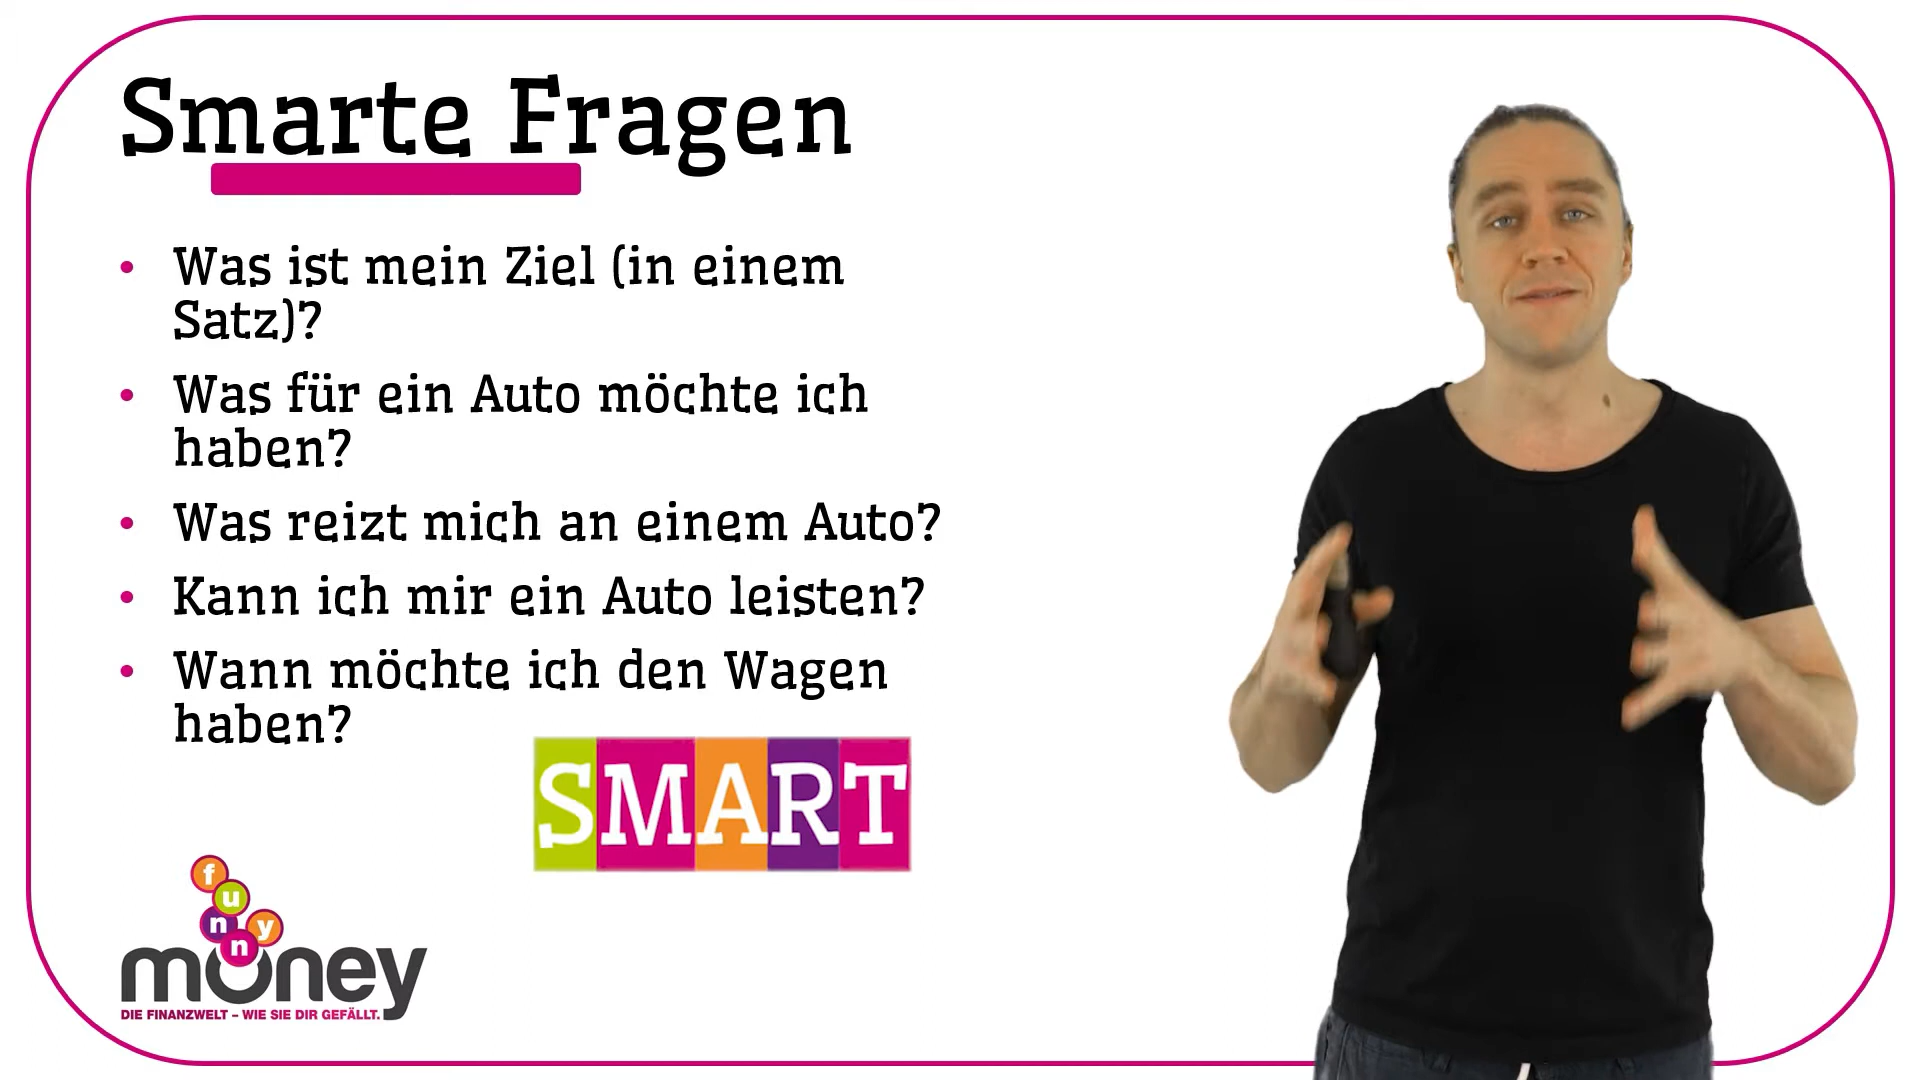 Smarte Fragen
• Was ist mein Ziel (in einem
Satz)?
• Was für ein Auto möchte ich
haben?
• Was reizt mich an einem Auto?
• Kann ich mir ein Auto leisten?
• Wann möchte ich den Wagen
haben?
SMART
funny
money
DIE FINANZWELT – WIE SIE DIR GEFÄLLT.